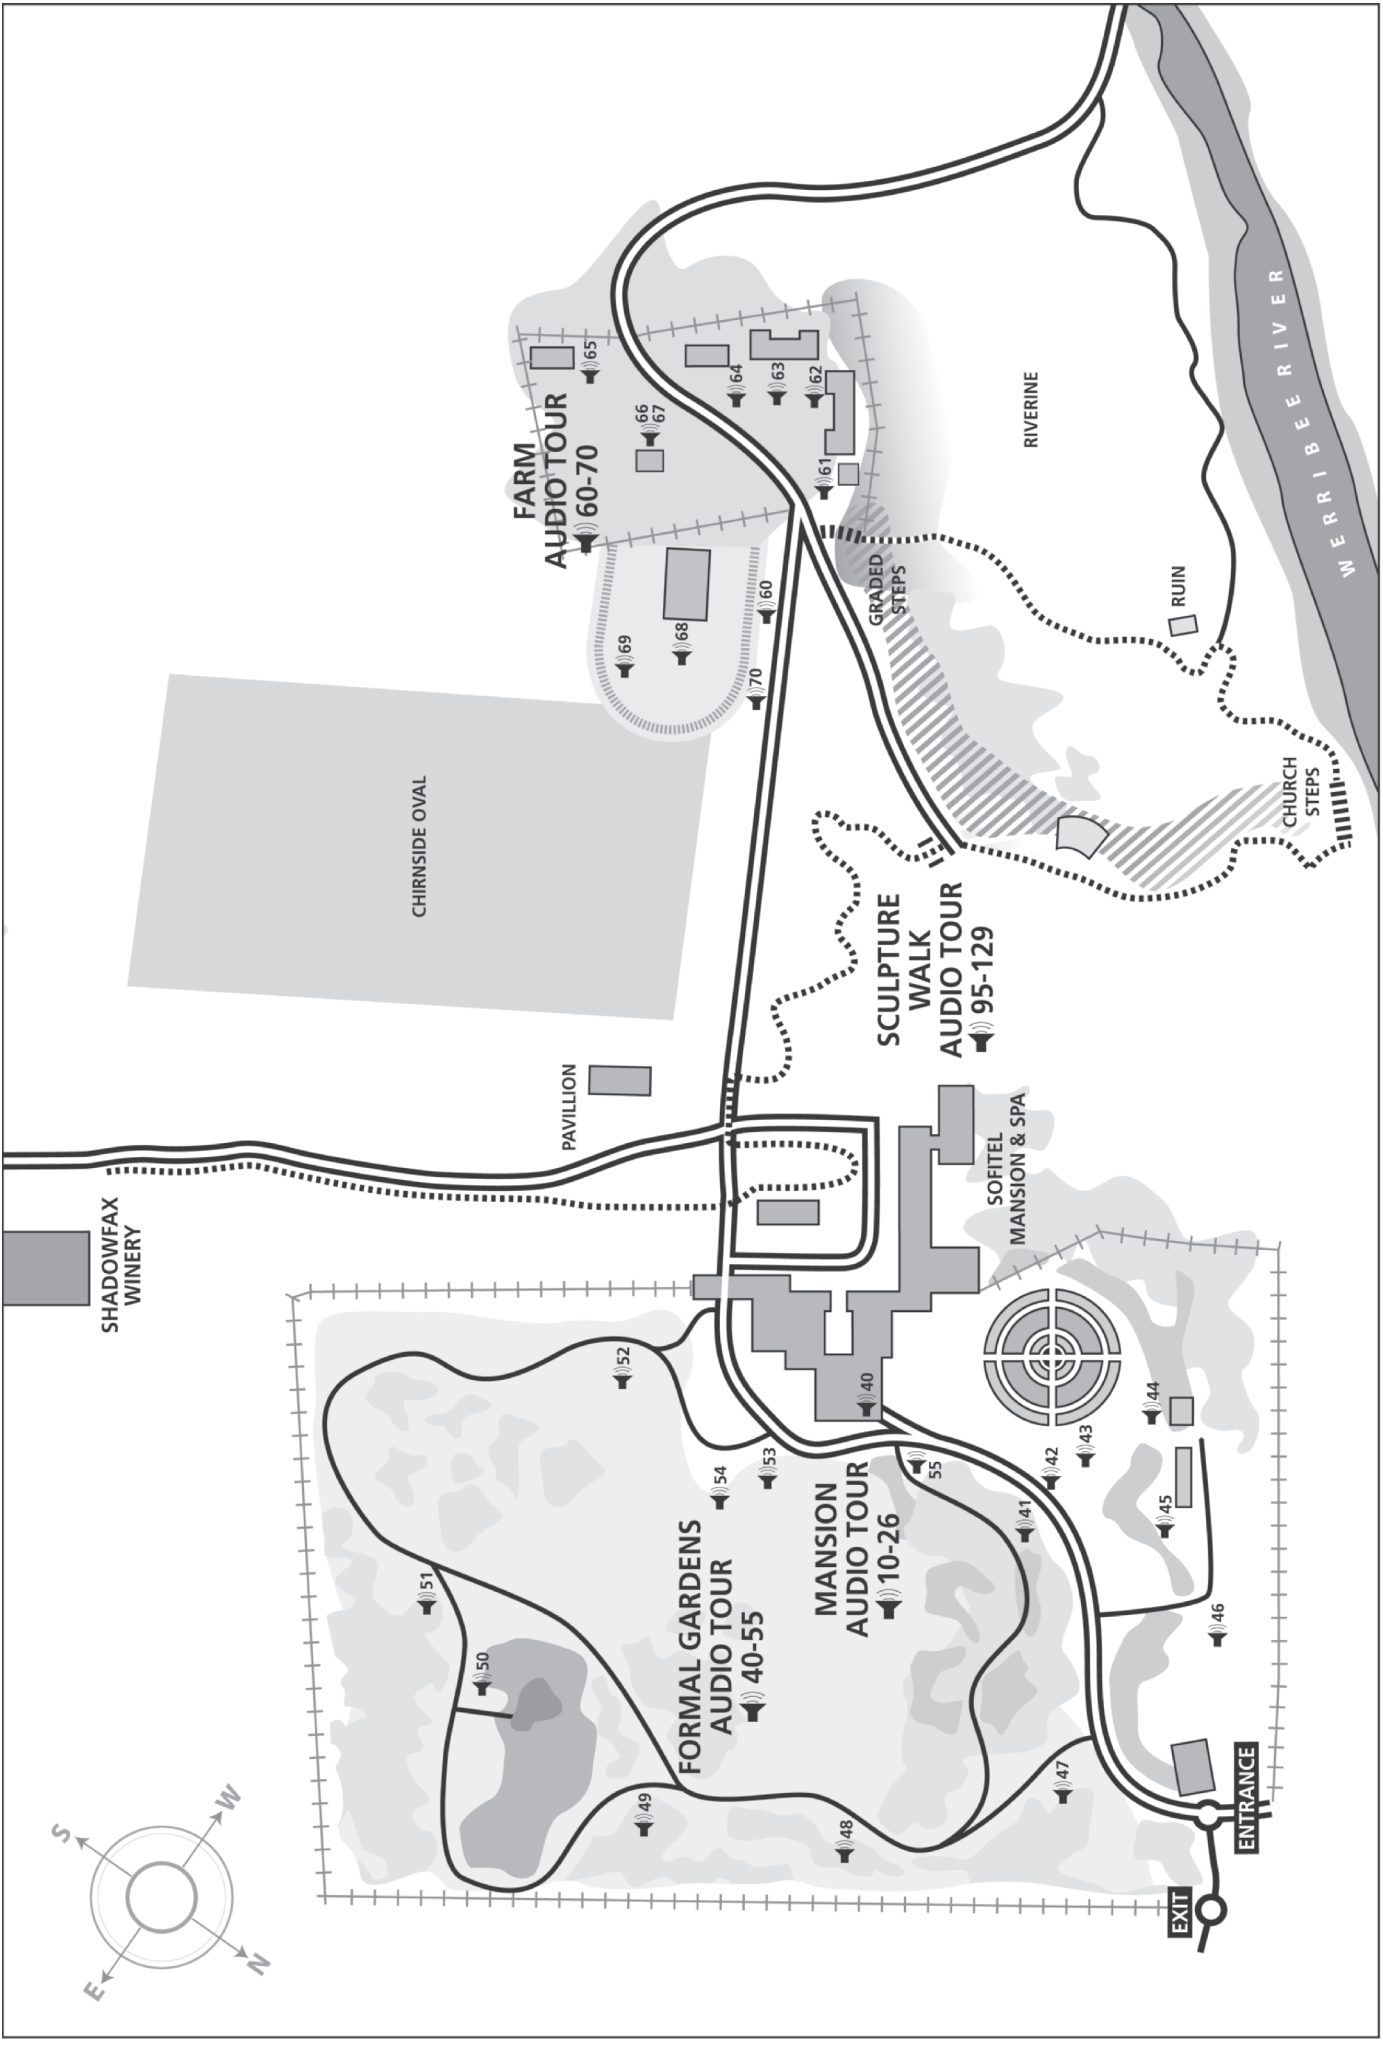 SHADOWFAX
WINERY
PAVILLION
CHIRNSIDE OVAL
FARM
AUDIO TOUR
60-70
65
66
67
64
63
62
61
69
68
60
70
GRADED
STEPS
RIVERINE
RUIN
WERRIBEE RIVER
CHURCH
STEPS
SCULPTURE
WALK
AUDIO TOUR
95-129
SOFITEL
MANSION & SPA
FORMAL GARDENS
AUDIO TOUR
40-55
MANSION
AUDIO TOUR
10-26
40
41
42
43
44
45
46
47
48
49
50
51
52
53
54
55
ENTRANCE
EXIT
N
E
S
W